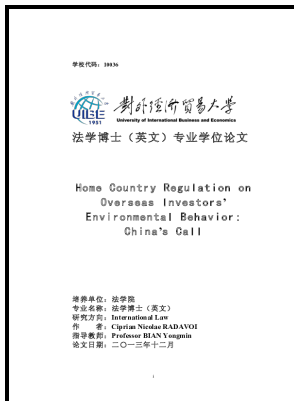 学校代码：10036
UIBE
1951
對外經濟貿易大學
University of International Business and Economics
法学博士（英文）专业学位论文
Home Country Regulation on
Overseas Investors'
Environmental Behavior:
China's Call
培养单位：法学院
专业名称：法学博士（英文）
研究方向：International Law
作 者：Ciprian Nicolae RADAVOI
指导教师：Professor BIAN Yongmin
论文日期：二〇一三年十二月